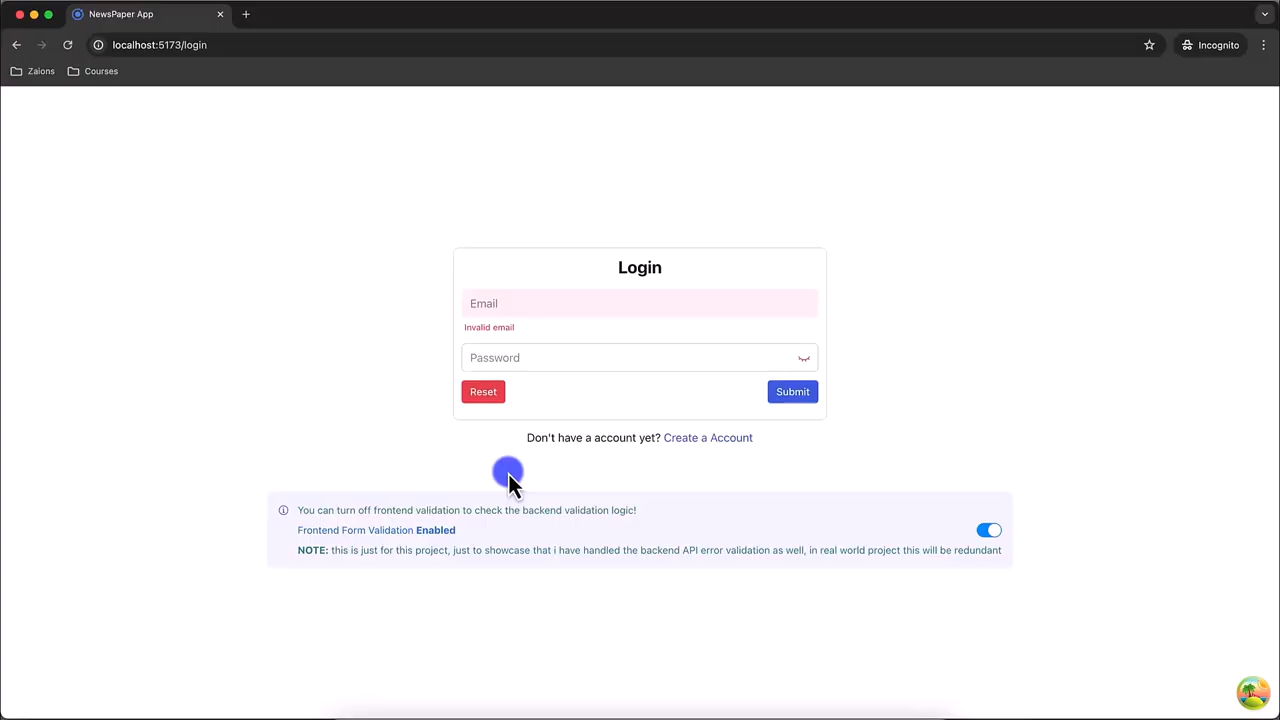 NewsPaper App
localhost:5173/login
Incognito
Zaions
Courses
Login
Email
Invalid email
Password
Reset
Submit
Don't have a account yet? Create a Account
You can turn off frontend validation to check the backend validation logic!
Frontend Form Validation Enabled
NOTE: this is just for this project, just to showcase that i have handled the backend API error validation as well, in real world project this will be redundant